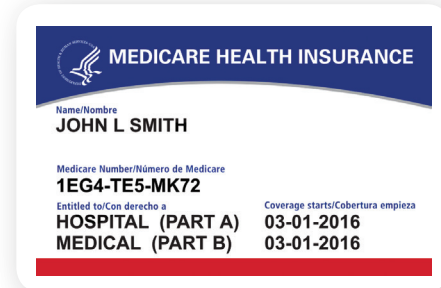 MEDICARE HEALTH INSURANCE
Name/Nombre
JOHN L SMITH
Medicare Number/Número de Medicare
1EG4-TE5-MK72
Entitled to/Con derecho a
Coverage starts/Cobertura empieza
HOSPITAL (PART A) 03-01-2016
MEDICAL (PART B) 03-01-2016